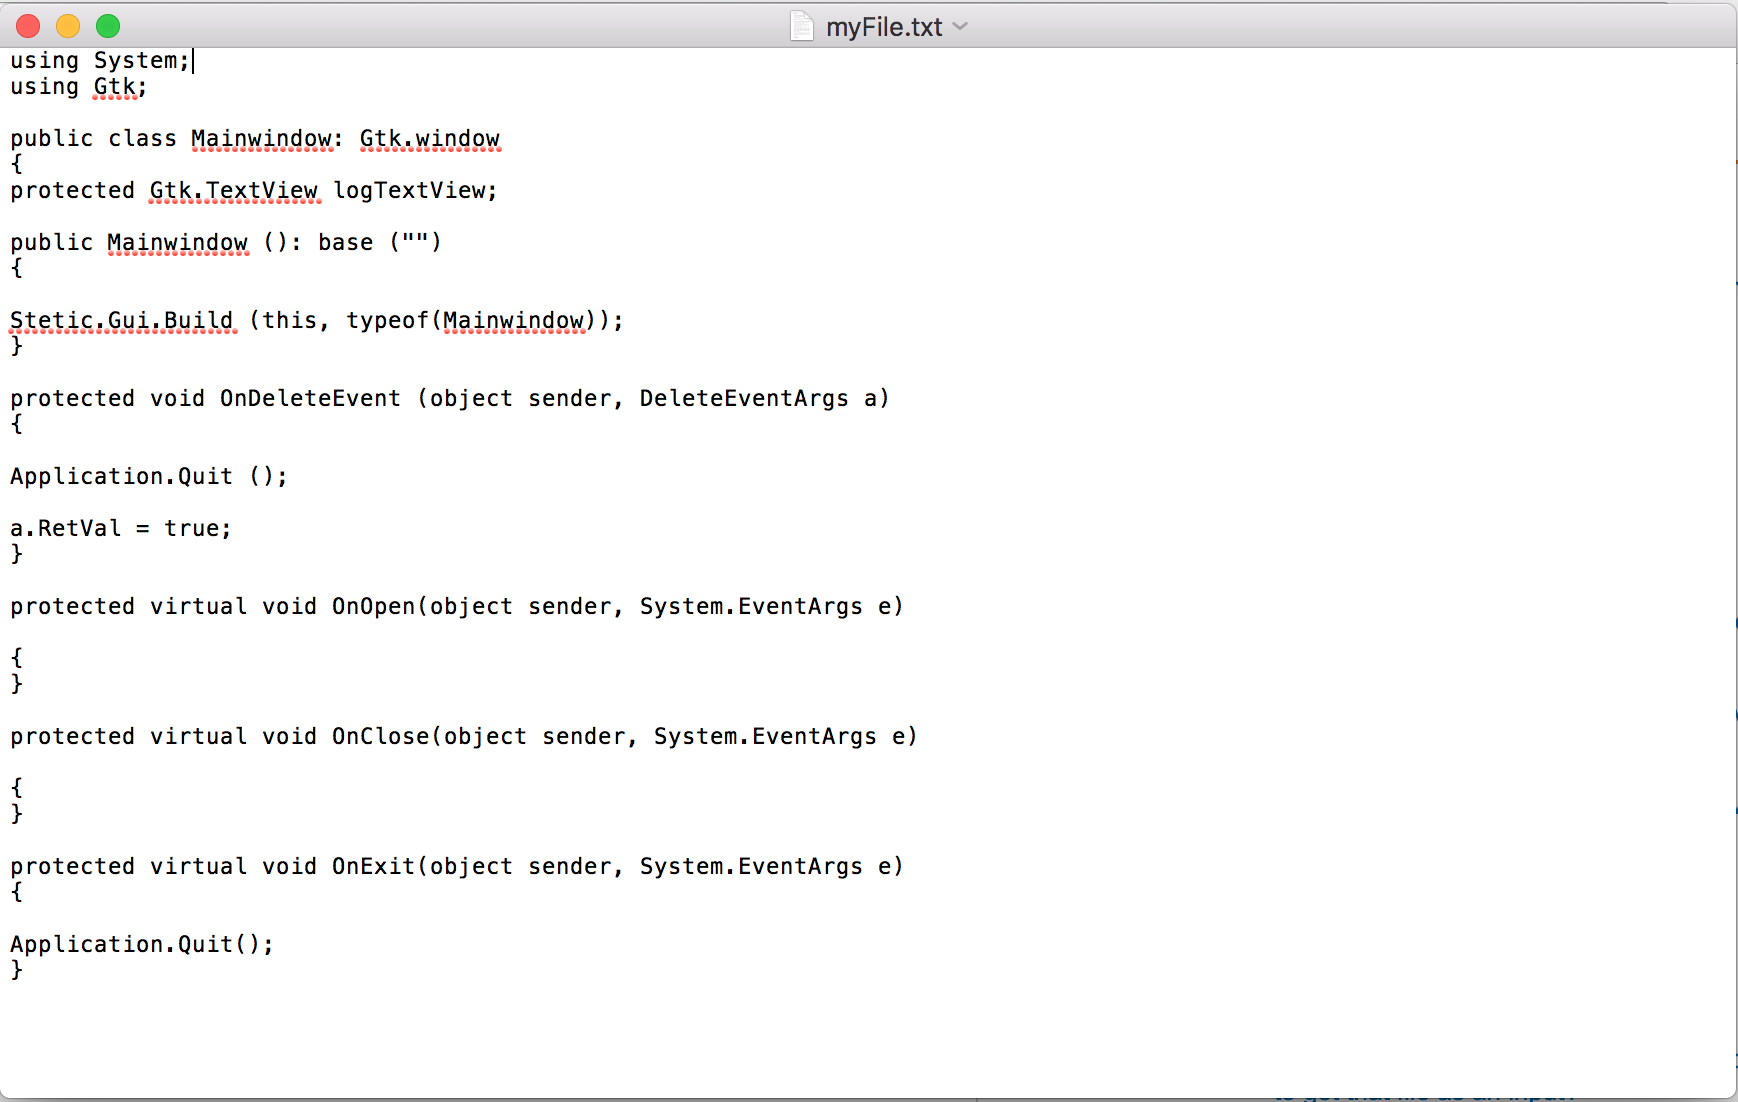 myFile.txt
using System;
using Gtk;
public class Mainwindow: Gtk.window
{
protected Gtk.TextView logTextView;
public Mainwindow (): base ("")
{
Stetic.Gui.Build (this, typeof(Mainwindow));
}
protected void OnDeleteEvent (object sender, DeleteEventArgs a)
{
Application.Quit ();
a.RetVal = true;
}
protected virtual void OnOpen(object sender, System.EventArgs e)
{
}
protected virtual void OnClose(object sender, System.EventArgs e)
{
}
protected virtual void OnExit(object sender, System.EventArgs e)
{
Application.Quit();
}